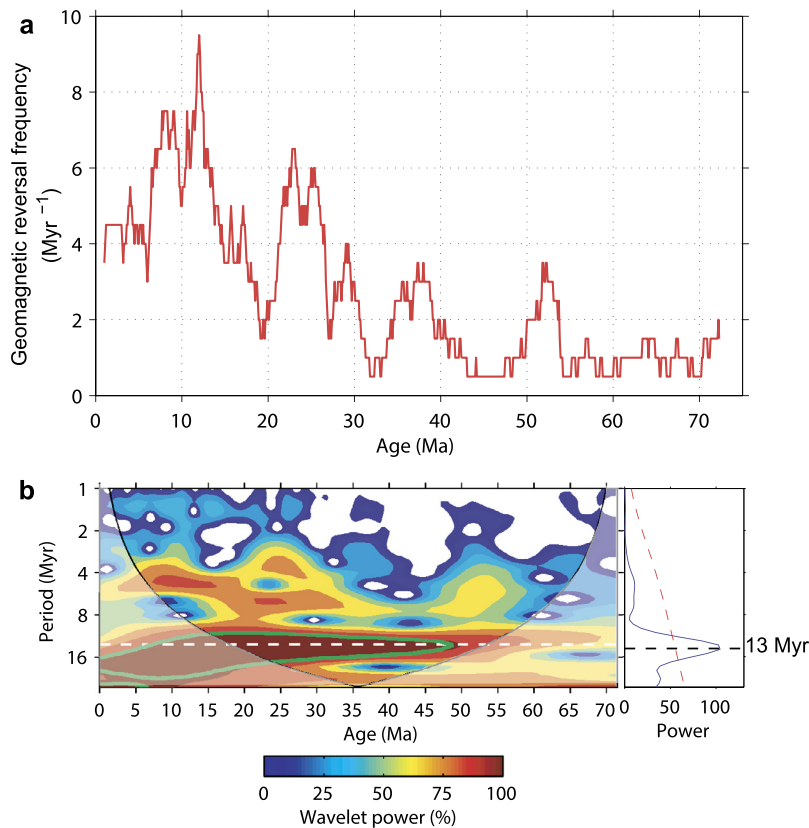 a
Geomagnetic reversal frequency
(Myr⁻¹)
10
8
6
4
2
0
0 10 20 30 40 50 60 70
Age (Ma)
b
Period (Myr)
1
2
4
8
16
13 Myr
0 5 10 15 20 25 30 35 40 45 50 55 60 65 70
Age (Ma)
0 50 100
Power
0 25 50 75 100
Wavelet power (%)